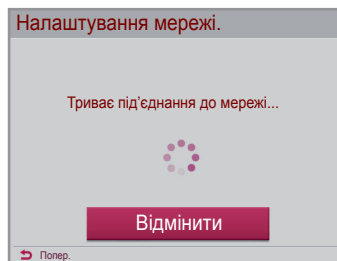 Налаштування мережі.
Триває під'єднання до мережі...
Відмінити
Попер.